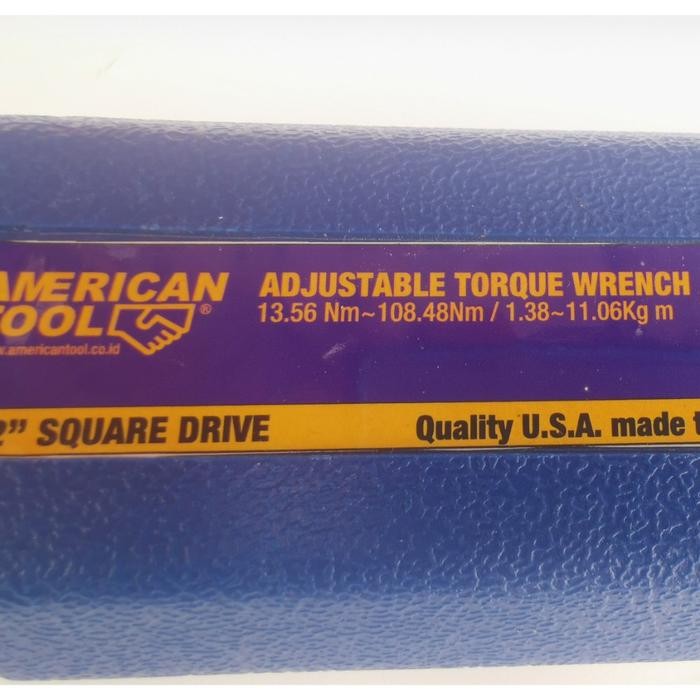 AMERICAN
TOOL®
w.americantool.co.id
ADJUSTABLE TORQUE WRENCH
13.56 Nm~108.48Nm / 1.38~11.06Kg m
2" SQUARE DRIVE
Quality U.S.A. made t